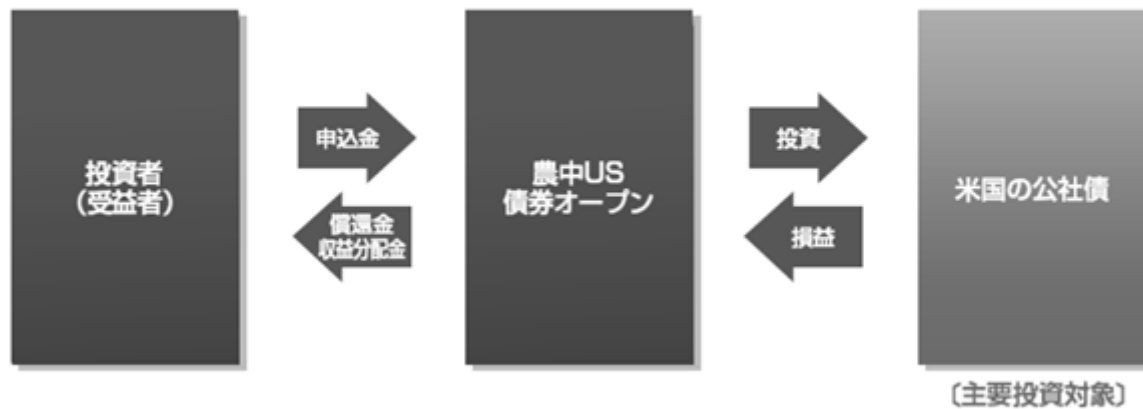 投資者
（受益者）
申込金
償還金
収益分配金
農中US
債券オープン
投資
損益
米国の公社債
〔主要投資対象〕